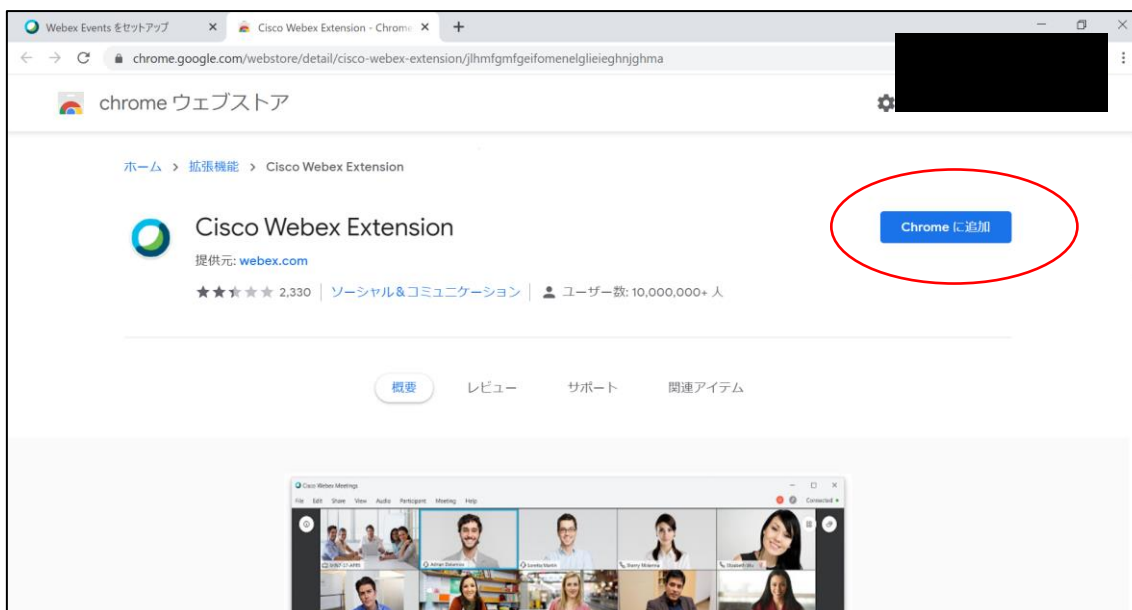 Webex Events をセットアップ
Cisco Webex Extension - Chrome
chrome.google.com/webstore/detail/cisco-webex-extension/jlhmfgmfgeifomenelglieieghnjghma
chrome ウェブストア
ホーム > 拡張機能 > Cisco Webex Extension
Cisco Webex Extension
Chrome に追加
提供元: webex.com
2,330 | ソーシャル＆コミュニケーション | ユーザー数: 10,000,000+ 人
概要 レビュー サポート 関連アイテム
Cisco Webex Meetings
File Edit Share View Audio Participant Meeting Help Connected